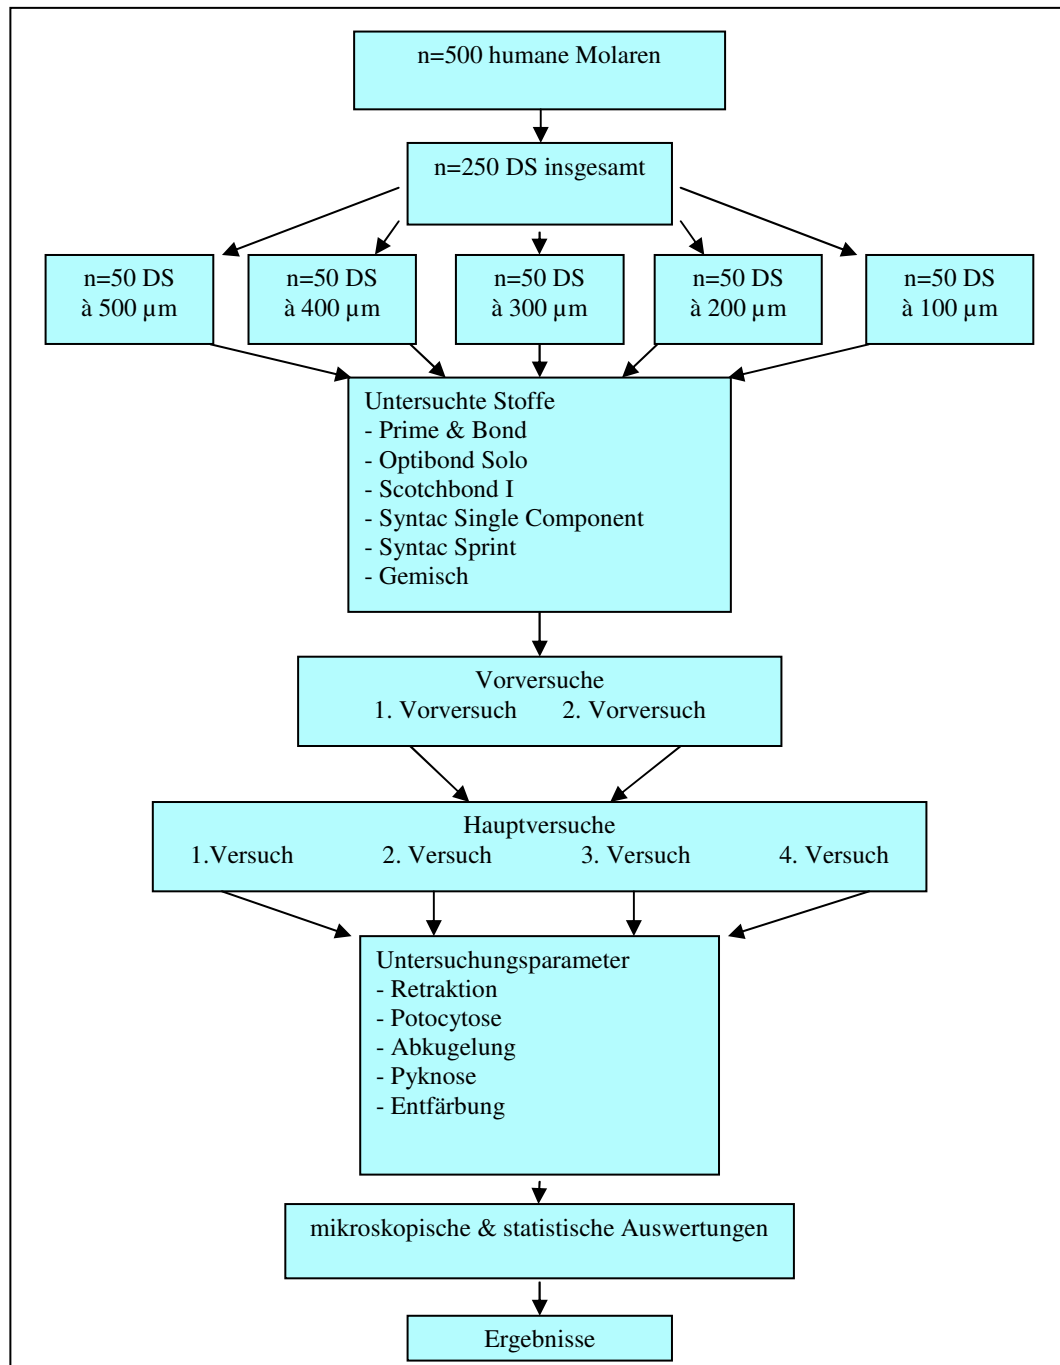 n=500 humane Molaren
n=250 DS insgesamt
n=50 DS
à 500 µm
n=50 DS
à 400 µm
n=50 DS
à 300 µm
n=50 DS
à 200 µm
n=50 DS
à 100 µm
Untersuchte Stoffe
- Prime & Bond
- Optibond Solo
- Scotchbond I
- Syntac Single Component
- Syntac Sprint
- Gemisch
Vorversuche
1. Vorversuch 2. Vorversuch
Hauptversuche
1.Versuch 2. Versuch 3. Versuch 4. Versuch
Untersuchungsparameter
- Retraktion
- Potocytose
- Abkugelung
- Pyknose
- Entfärbung
mikroskopische & statistische Auswertungen
Ergebnisse